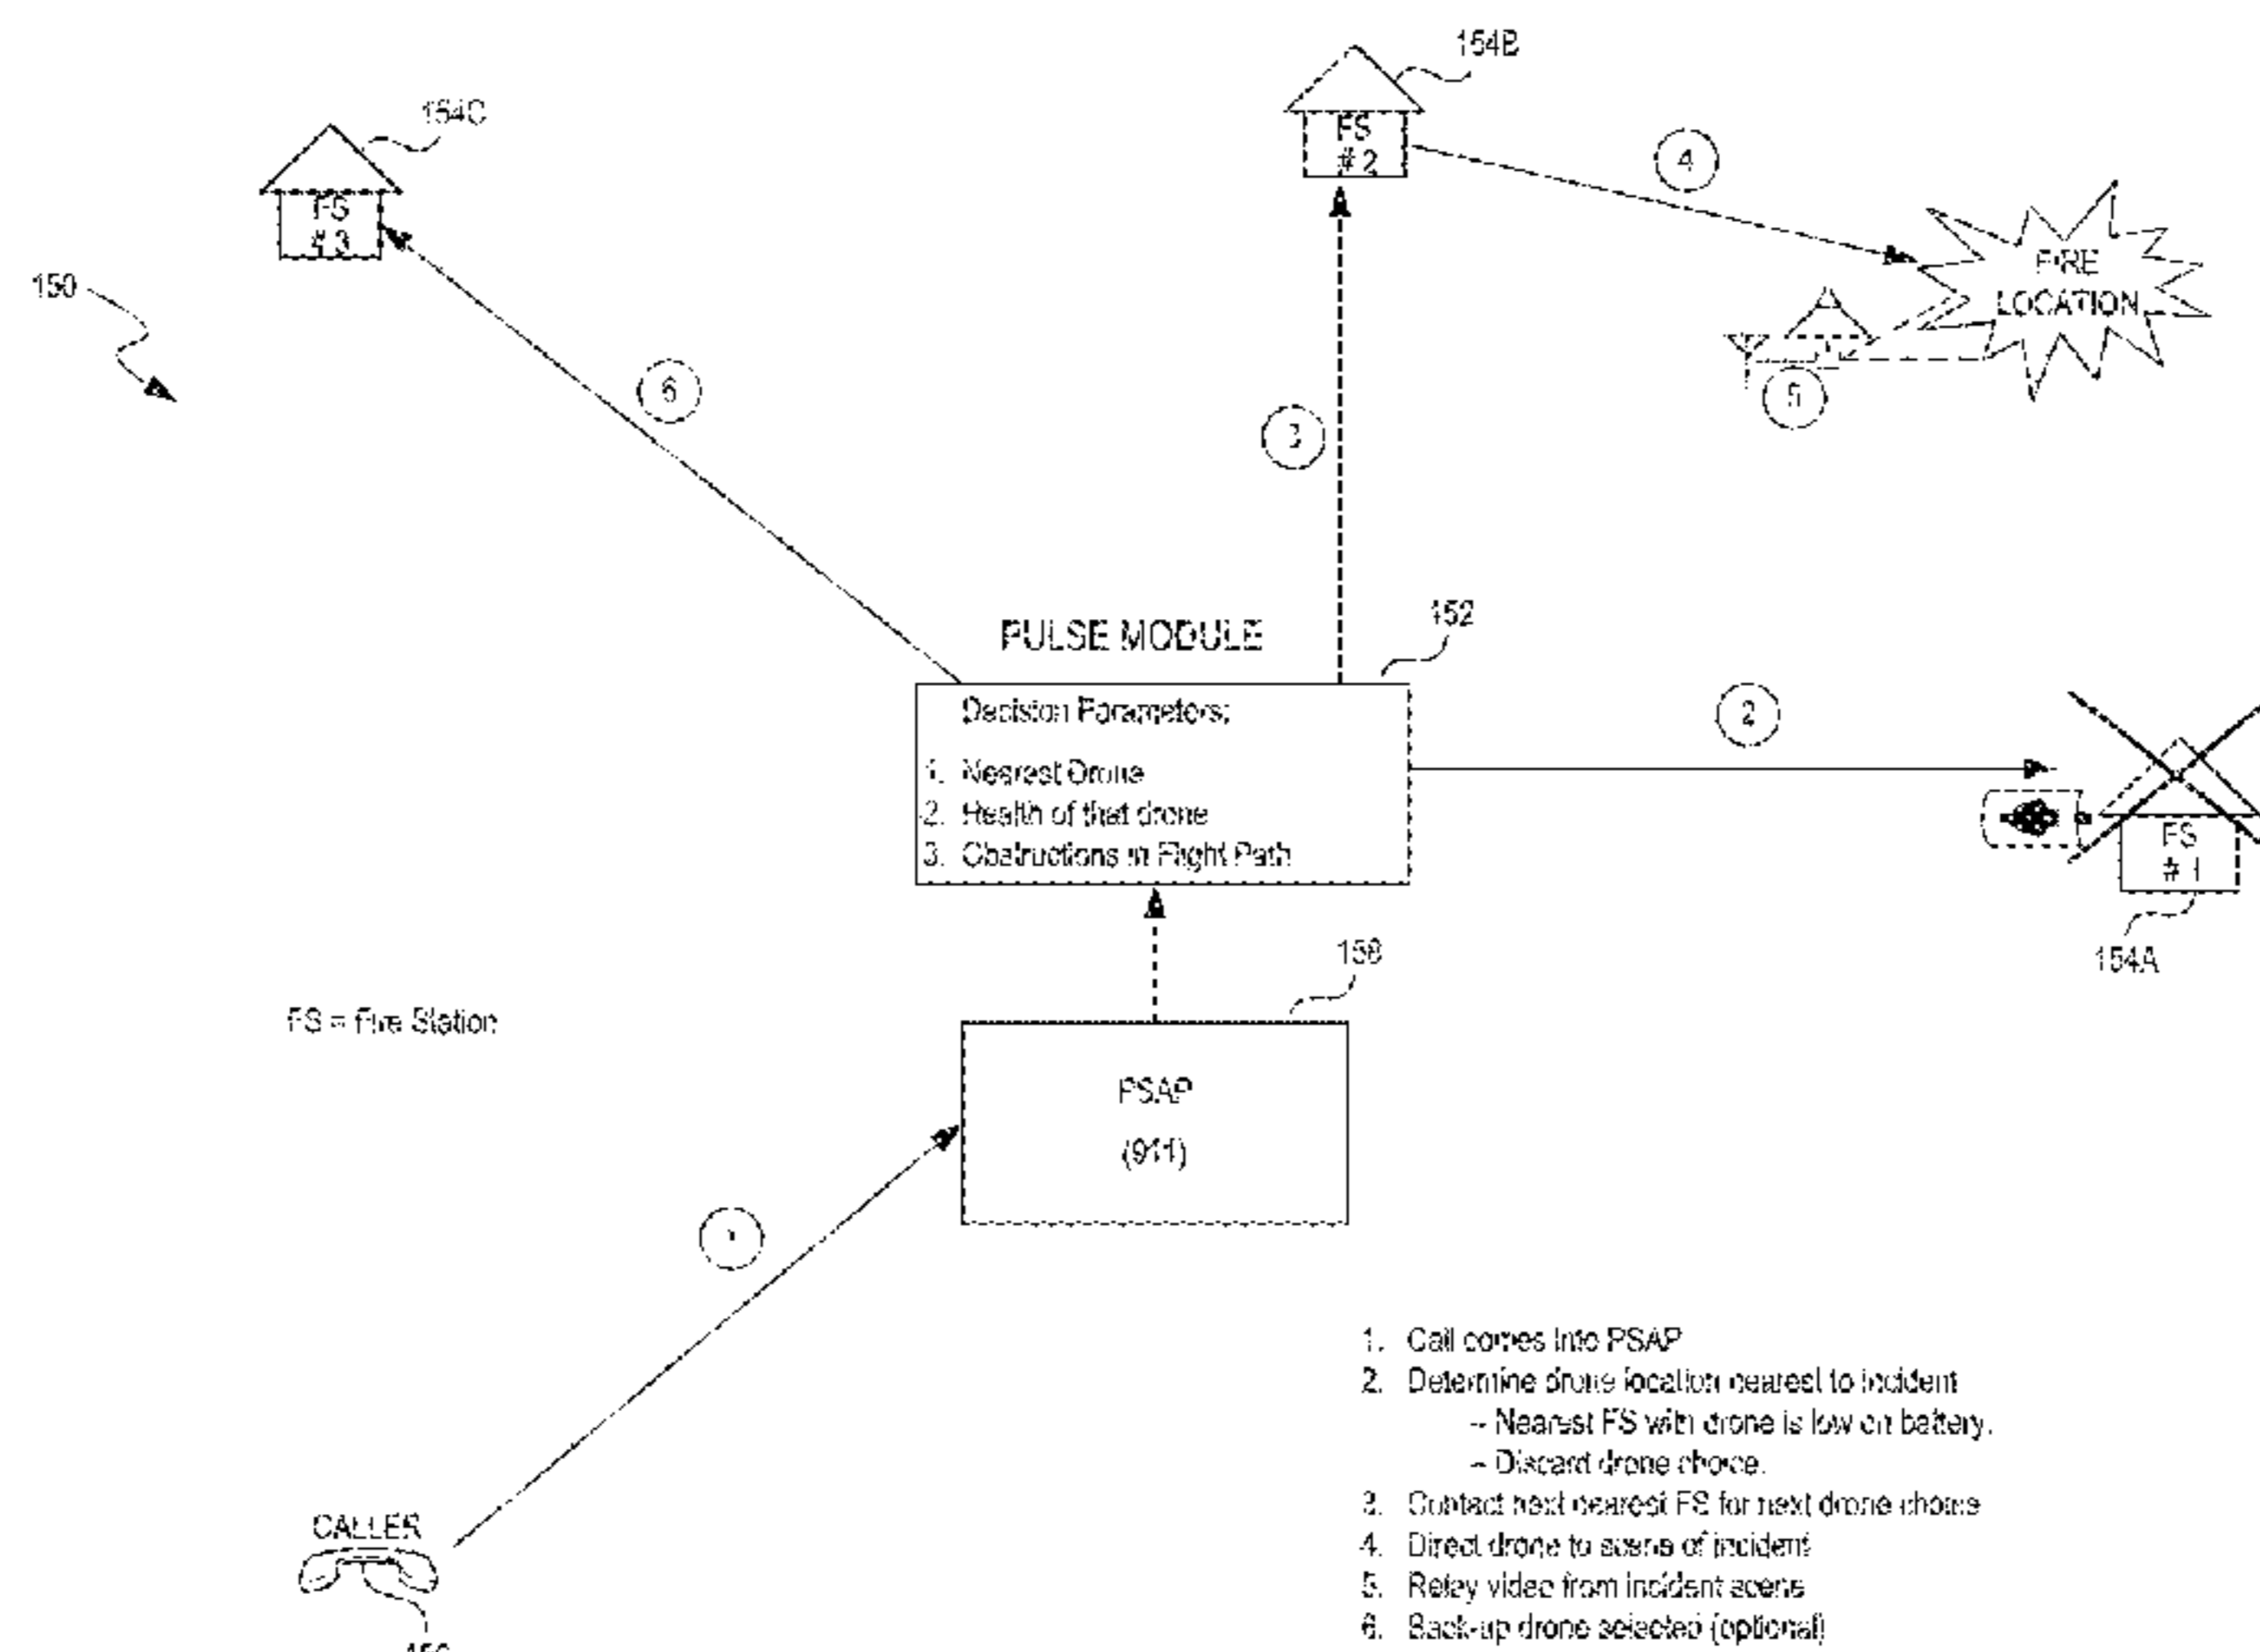 154B
154C
FS
#2
4
FS
#3
FIRE
LOCATION
150
6
5
3
PULSE MODULE
152
Decision Parameters:
2
1. Nearest Drone
2. Health of that drone
3. Obstructions in Flight Path
FS
#1
154A
158
FS = Fire Station
PSAP
(911)
1
1. Call comes into PSAP
2. Determine drone location nearest to incident
– Nearest FS with drone is low on battery.
– Discard drone choice.
3. Contact next nearest FS for next drone choice
4. Direct drone to scene of incident
5. Relay video from incident scene
6. Back-up drone selected (optional)
CALLER